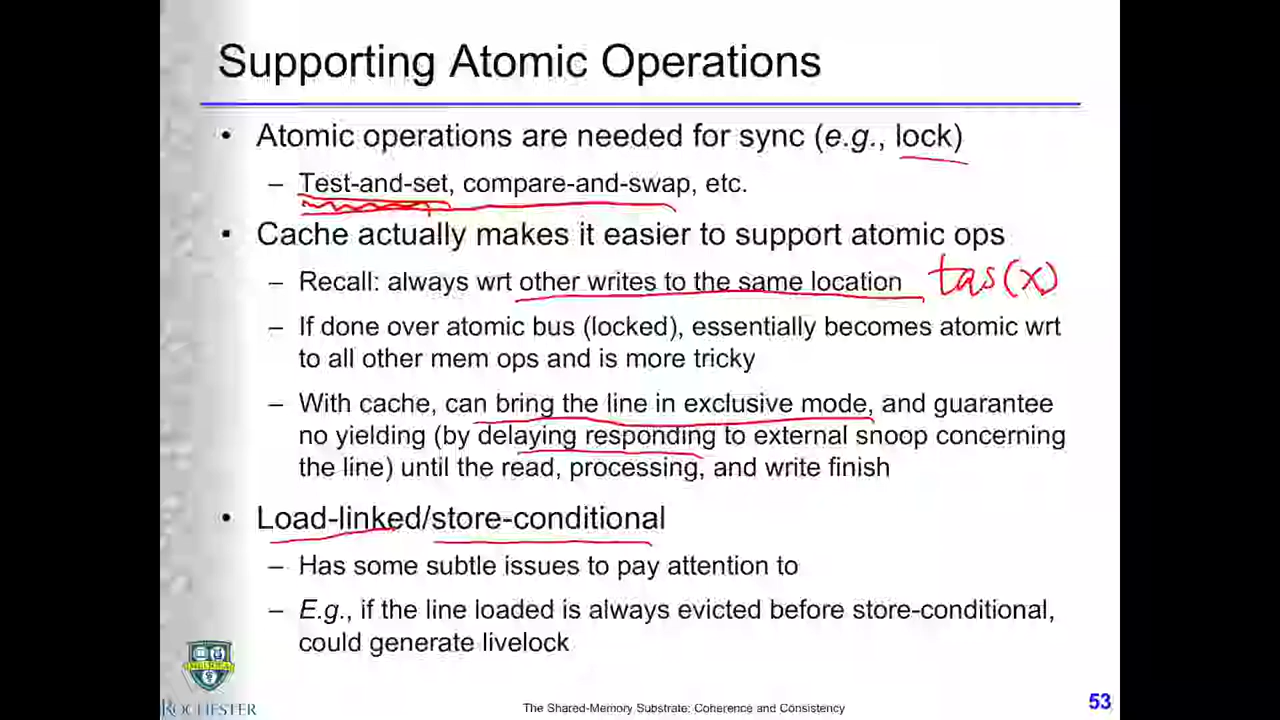 Supporting Atomic Operations
• Atomic operations are needed for sync (e.g., lock)
– Test-and-set, compare-and-swap, etc.
• Cache actually makes it easier to support atomic ops
– Recall: always wrt other writes to the same location tas(x)
– If done over atomic bus (locked), essentially becomes atomic wrt
to all other mem ops and is more tricky
– With cache, can bring the line in exclusive mode, and guarantee
no yielding (by delaying responding to external snoop concerning
the line) until the read, processing, and write finish
• Load-linked/store-conditional
– Has some subtle issues to pay attention to
– E.g., if the line loaded is always evicted before store-conditional,
could generate livelock
ROCHESTER
The Shared-Memory Substrate: Coherence and Consistency
53